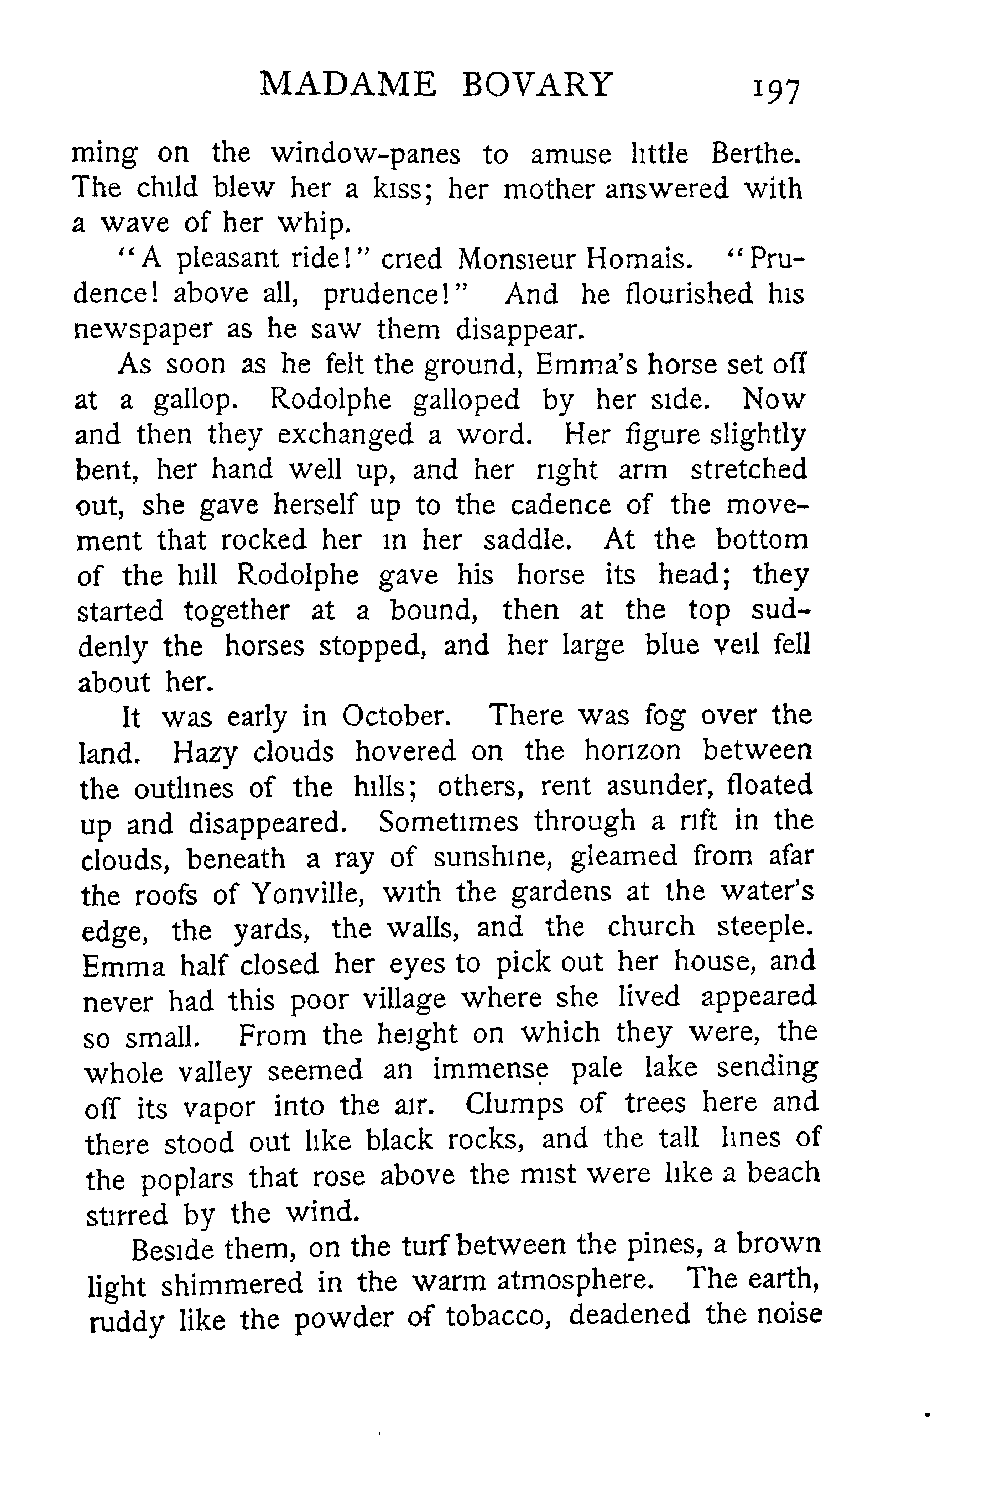 MADAME BOVARY 197
ming on the window-panes to amuse little Berthe.
The child blew her a kiss; her mother answered with
a wave of her whip.
"A pleasant ride!" cried Monsieur Homais. "Pru-
dence! above all, prudence!" And he flourished his
newspaper as he saw them disappear.
As soon as he felt the ground, Emma's horse set off
at a gallop. Rodolphe galloped by her side. Now
and then they exchanged a word. Her figure slightly
bent, her hand well up, and her right arm stretched
out, she gave herself up to the cadence of the move-
ment that rocked her in her saddle. At the bottom
of the hill Rodolphe gave his horse its head; they
started together at a bound, then at the top sud-
denly the horses stopped, and her large blue veil fell
about her.
It was early in October. There was fog over the
land. Hazy clouds hovered on the horizon between
the outlines of the hills; others, rent asunder, floated
up and disappeared. Sometimes through a rift in the
clouds, beneath a ray of sunshine, gleamed from afar
the roofs of Yonville, with the gardens at the water's
edge, the yards, the walls, and the church steeple.
Emma half closed her eyes to pick out her house, and
never had this poor village where she lived appeared
so small. From the height on which they were, the
whole valley seemed an immense pale lake sending
off its vapor into the air. Clumps of trees here and
there stood out like black rocks, and the tall lines of
the poplars that rose above the mist were like a beach
stirred by the wind.
Beside them, on the turf between the pines, a brown
light shimmered in the warm atmosphere. The earth,
ruddy like the powder of tobacco, deadened the noise